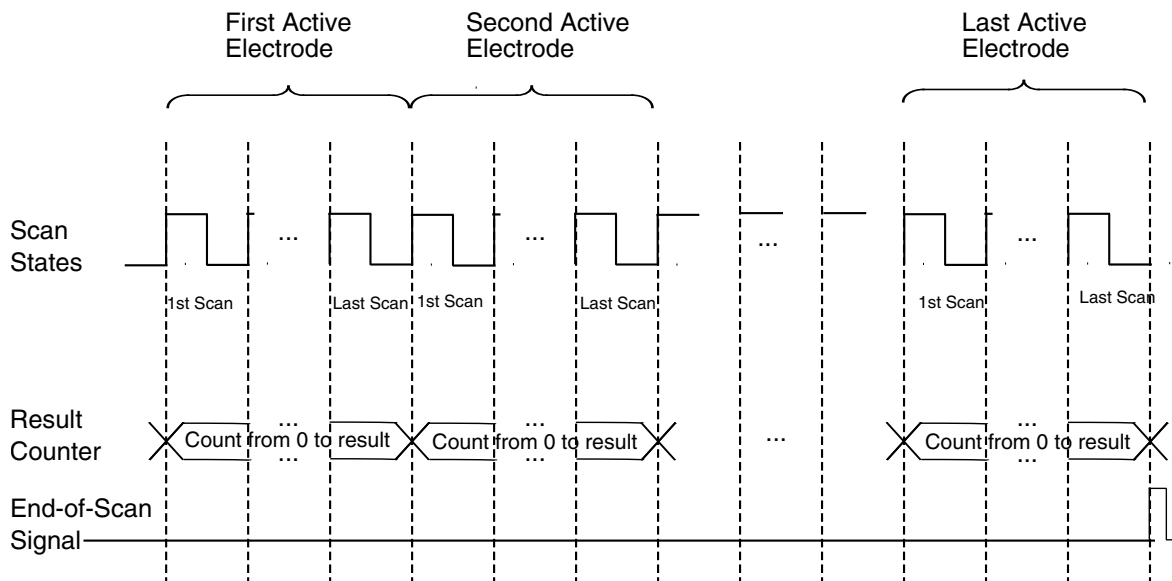 First Active
Electrode
Second Active
Electrode
Last Active
Electrode
Scan
States
...
...
...
...
1st Scan
Last Scan
1st Scan
Last Scan
1st Scan
Last Scan
Result
Counter
...
Count from 0 to result
...
...
Count from 0 to result
...
...
...
Count from 0 to result
...
End-of-Scan
Signal